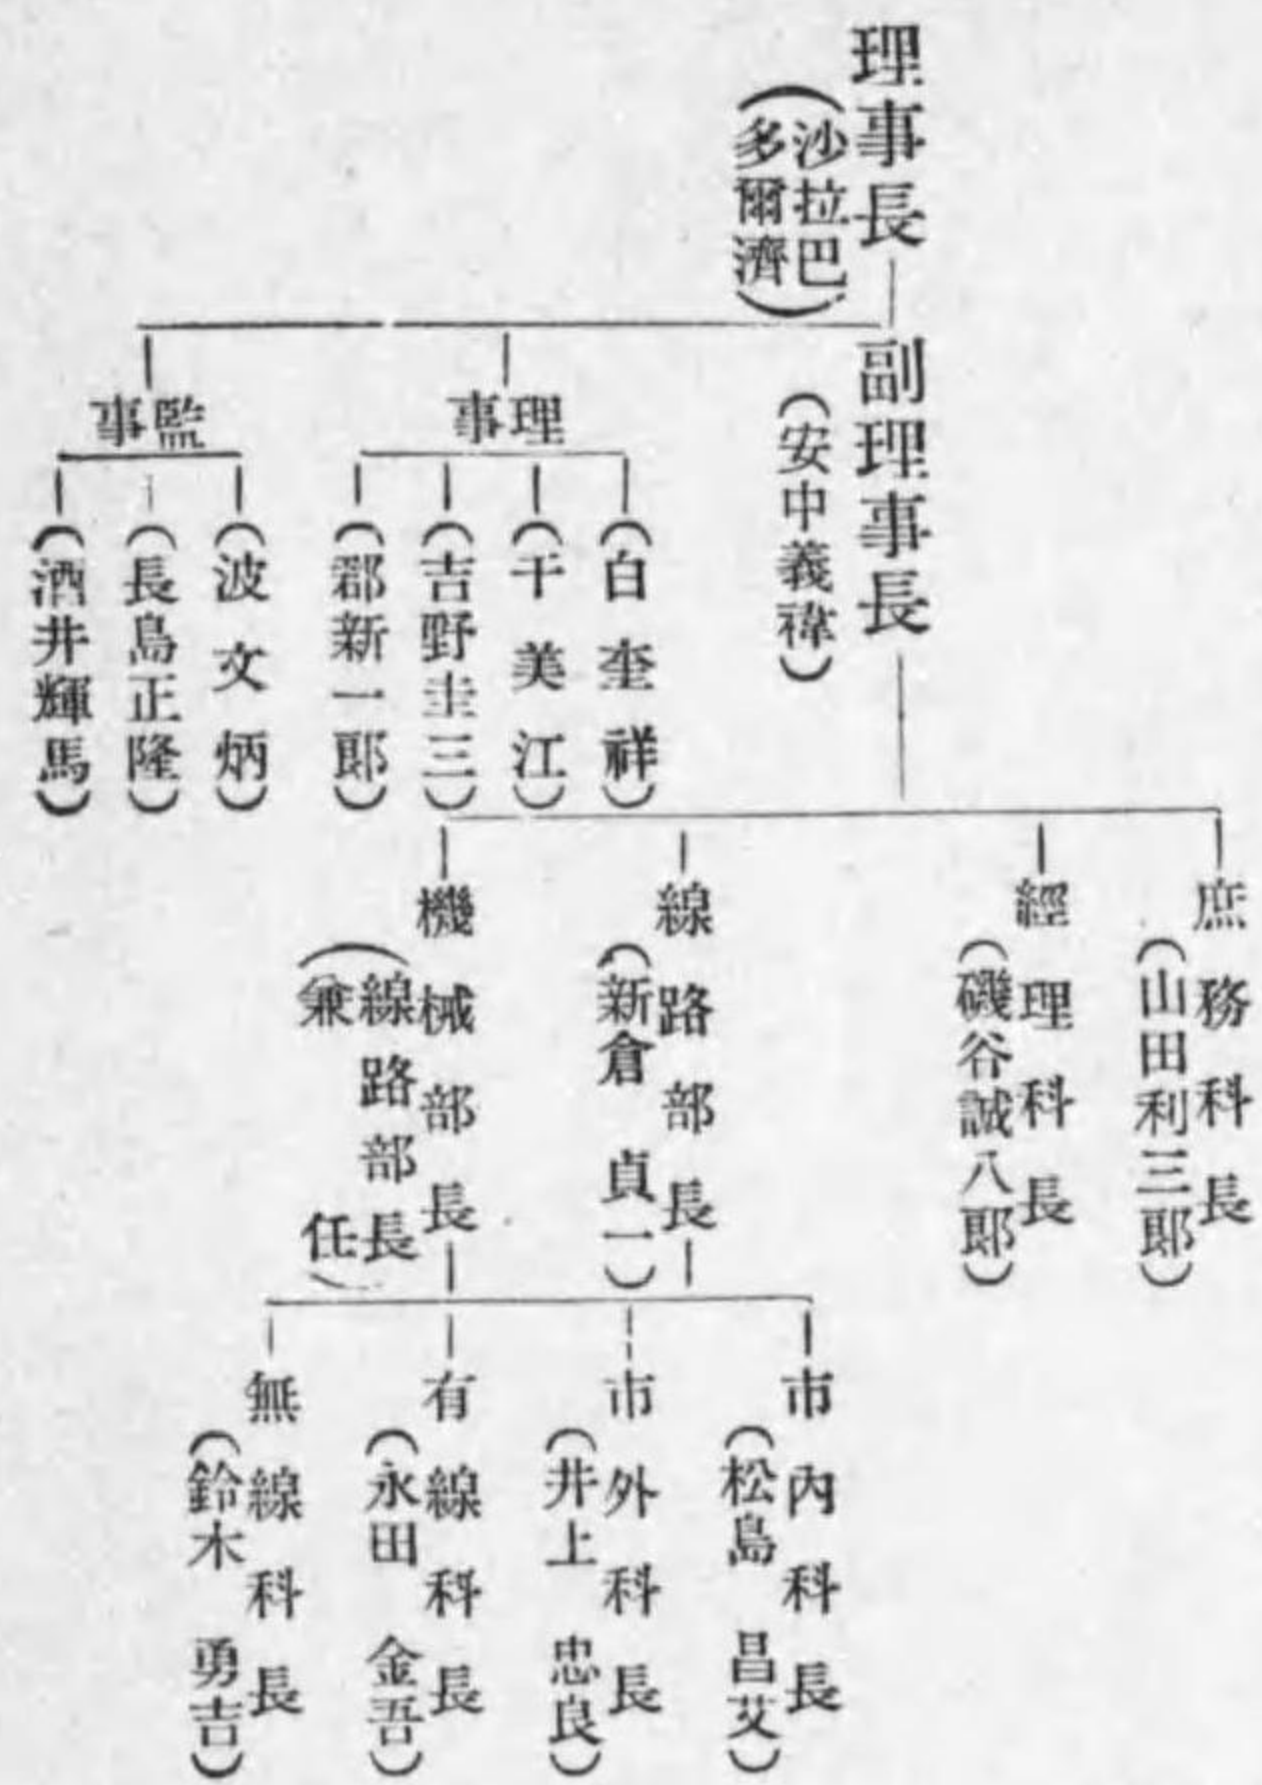 理事長
（沙拉巴
多爾濟）
副理事長
（安中義禕）
理事
（白奎祥）
（干美江）
（吉野圭三）
（郡新一郎）
監事
（波文炳）
（長島正隆）
（酒井輝馬）
庶務科長
（山田利三郎）
經理科長
（磯谷誠八郎）
線路部長
（新倉貞一）
機械部長
（線路部長
兼任）
市內科長
（松島昌艾）
市外科長
（井上忠良）
有線科長
（永田金吾）
無線科長
（鈴木勇吉）